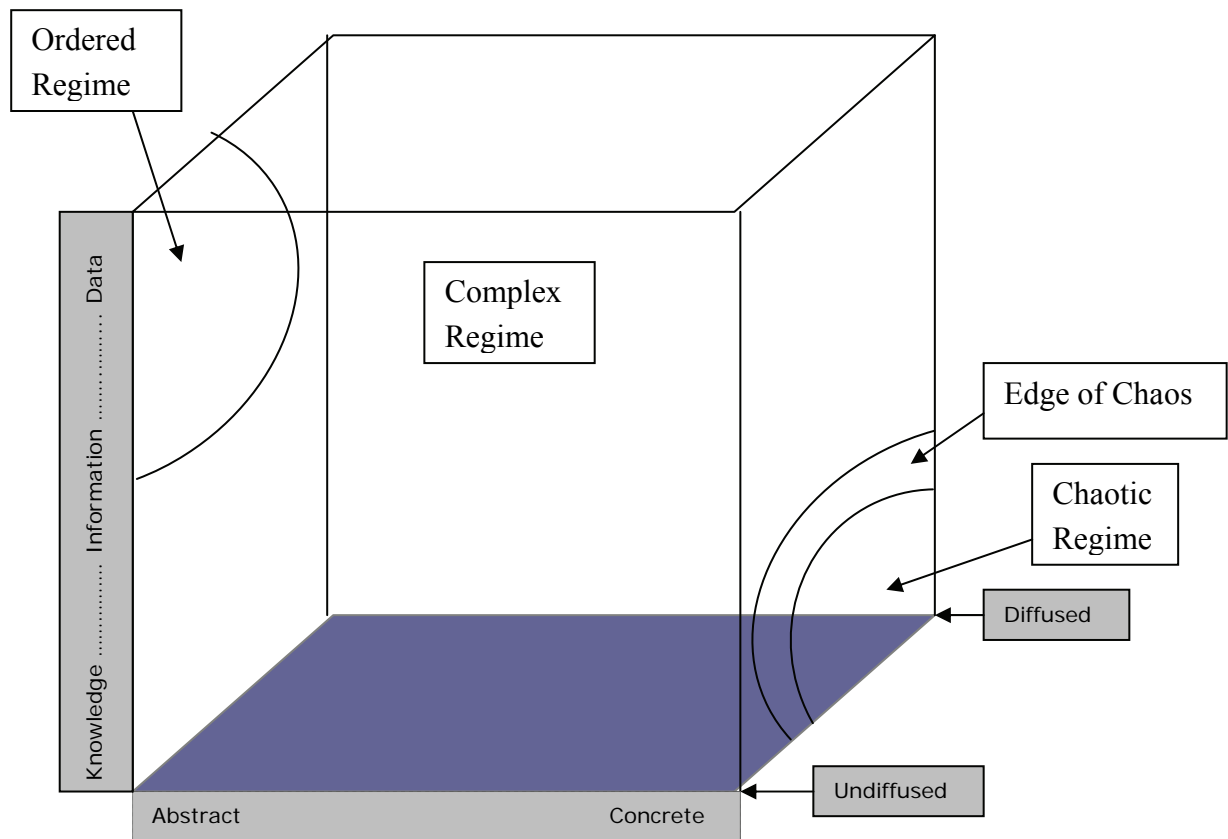 Ordered
Regime
Complex
Regime
Edge of Chaos
Chaotic
Regime
Diffused
Undiffused
Knowledge ................ Information ................ Data
Abstract Concrete